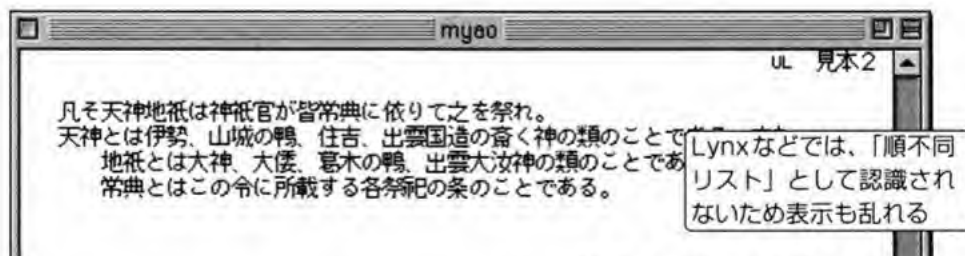 myao
UL 見本2
凡そ天神地祇は神祇官が皆常典に依りて之を祭れ。
天神とは伊勢、山城の鴨、住吉、出雲国造の斎く神の類のことで
地祇とは大神、大倭、葛木の鴨、出雲大汝神の類のことであ
常典とはこの令に所載する各祭祀の条のことである。
Lynxなどでは、「順不同
リスト」として認識され
ないため表示も乱れる